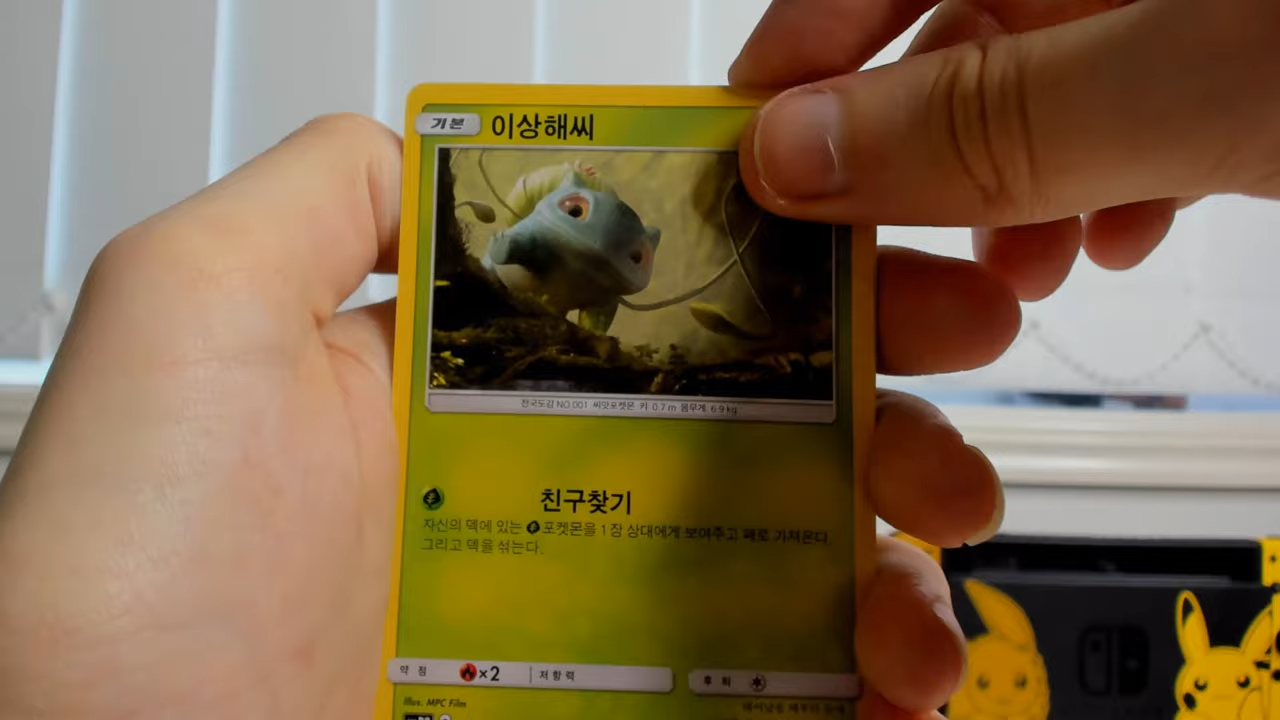 기본 이상해씨
전국도감 NO.001 씨앗포켓몬 키 0.7m 몸무게 6.9kg
친구찾기
자신의 덱에 있는 포켓몬을 1장 상대에게 보여주고 패로 가져온다.
그리고 덱을 섞는다.
약점 ×2 저항력 후퇴
Illus. MPC Film